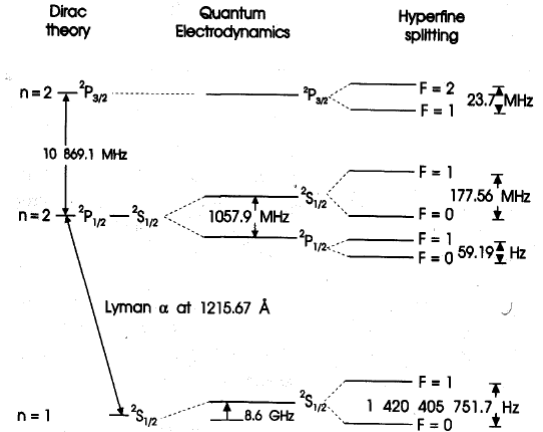 Dirac theory
Quantum Electrodynamics
Hyperfine splitting
n = 2 ²P₃/₂
²P₃/₂
F = 2
F = 1
23.7 MHz
10 869.1 MHz
n = 2 ²P₁/₂ ²S₁/₂
1057.9 MHz
²S₁/₂
F = 1
F = 0
177.56 MHz
²P₁/₂
F = 1
F = 0
59.19 Hz
Lyman α at 1215.67 Å
n = 1 ²S₁/₂
8.6 GHz
²S₁/₂
F = 1
1 420 405 751.7 Hz
F = 0